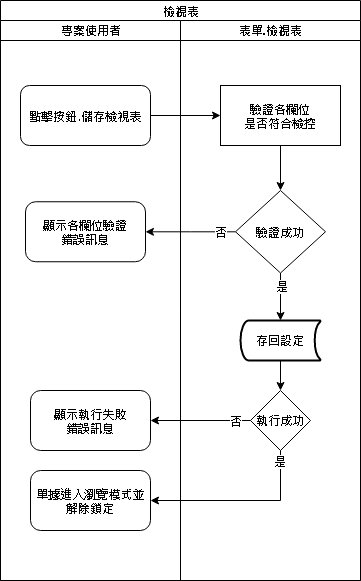 檢視表
專案使用者
表單.檢視表
點擊按鈕.儲存檢視表
驗證各欄位
是否符合檢控
顯示各欄位驗證
錯誤訊息
否
驗證成功
是
存回設定
顯示執行失敗
錯誤訊息
否
執行成功
是
單據進入瀏覽模式並
解除鎖定